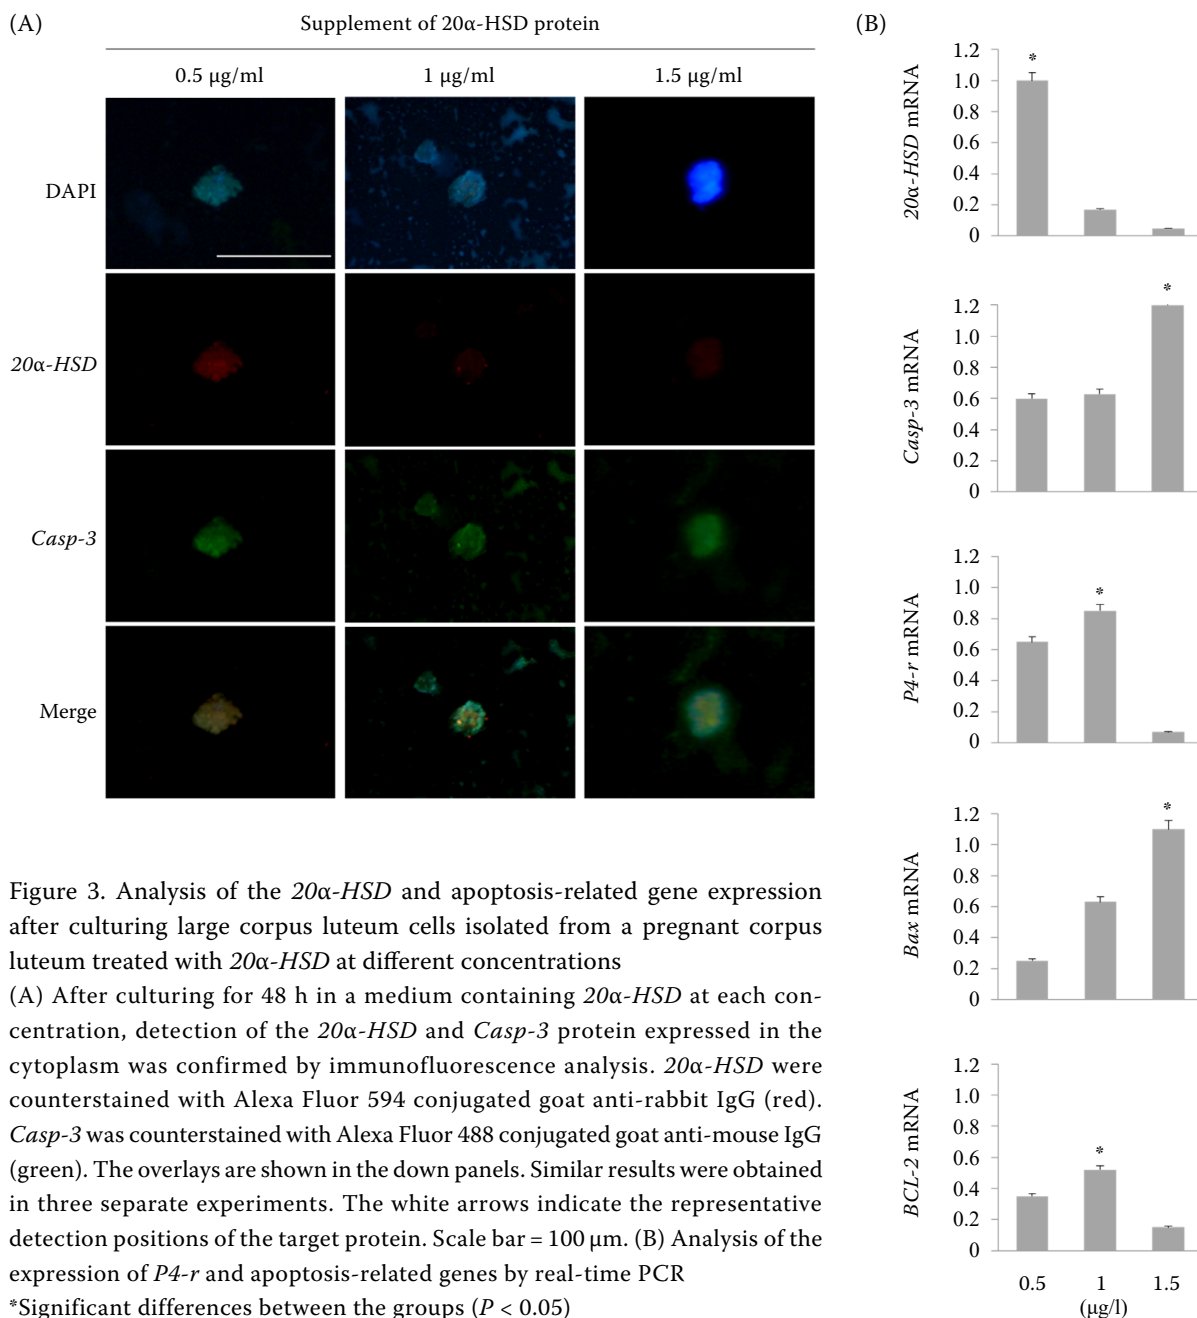 (A)
Supplement of 20α-HSD protein
0.5 µg/ml
1 µg/ml
1.5 µg/ml
DAPI
20α-HSD
Casp-3
Merge
(B)
1.2
1.0
0.8
0.6
0.4
0.2
0
20α-HSD mRNA
*
1.2
1.0
0.8
0.6
0.4
0.2
0
Casp-3 mRNA
*
1.2
1.0
0.8
0.6
0.4
0.2
0
P4-r mRNA
*
1.2
1.0
0.8
0.6
0.4
0.2
0
Bax mRNA
*
1.2
1.0
0.8
0.6
0.4
0.2
0
BCL-2 mRNA
*
0.5
1
1.5
(µg/l)
Figure 3. Analysis of the 20α-HSD and apoptosis-related gene expression
after culturing large corpus luteum cells isolated from a pregnant corpus
luteum treated with 20α-HSD at different concentrations
(A) After culturing for 48 h in a medium containing 20α-HSD at each con-
centration, detection of the 20α-HSD and Casp-3 protein expressed in the
cytoplasm was confirmed by immunofluorescence analysis. 20α-HSD were
counterstained with Alexa Fluor 594 conjugated goat anti-rabbit IgG (red).
Casp-3 was counterstained with Alexa Fluor 488 conjugated goat anti-mouse IgG
(green). The overlays are shown in the down panels. Similar results were obtained
in three separate experiments. The white arrows indicate the representative
detection positions of the target protein. Scale bar = 100 µm. (B) Analysis of the
expression of P4-r and apoptosis-related genes by real-time PCR
*Significant differences between the groups (P < 0.05)